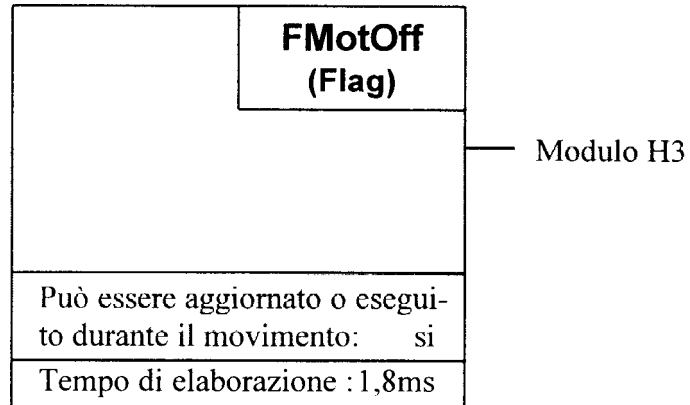 FMotOff
(Flag)
Modulo H3
Può essere aggiornato o esegui-
to durante il movimento: si
Tempo di elaborazione : 1,8ms